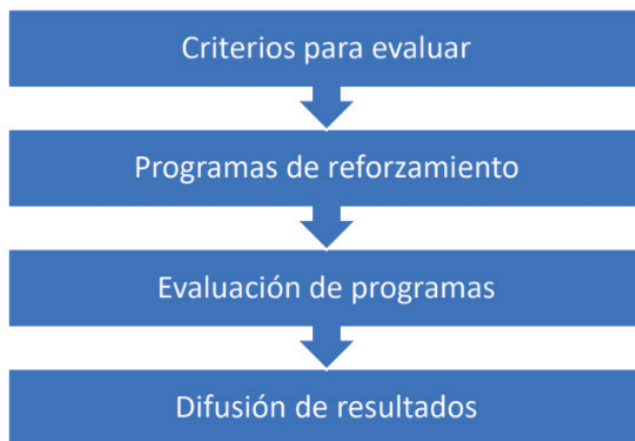 Criterios para evaluar
Programas de reforzamiento
Evaluación de programas
Difusión de resultados